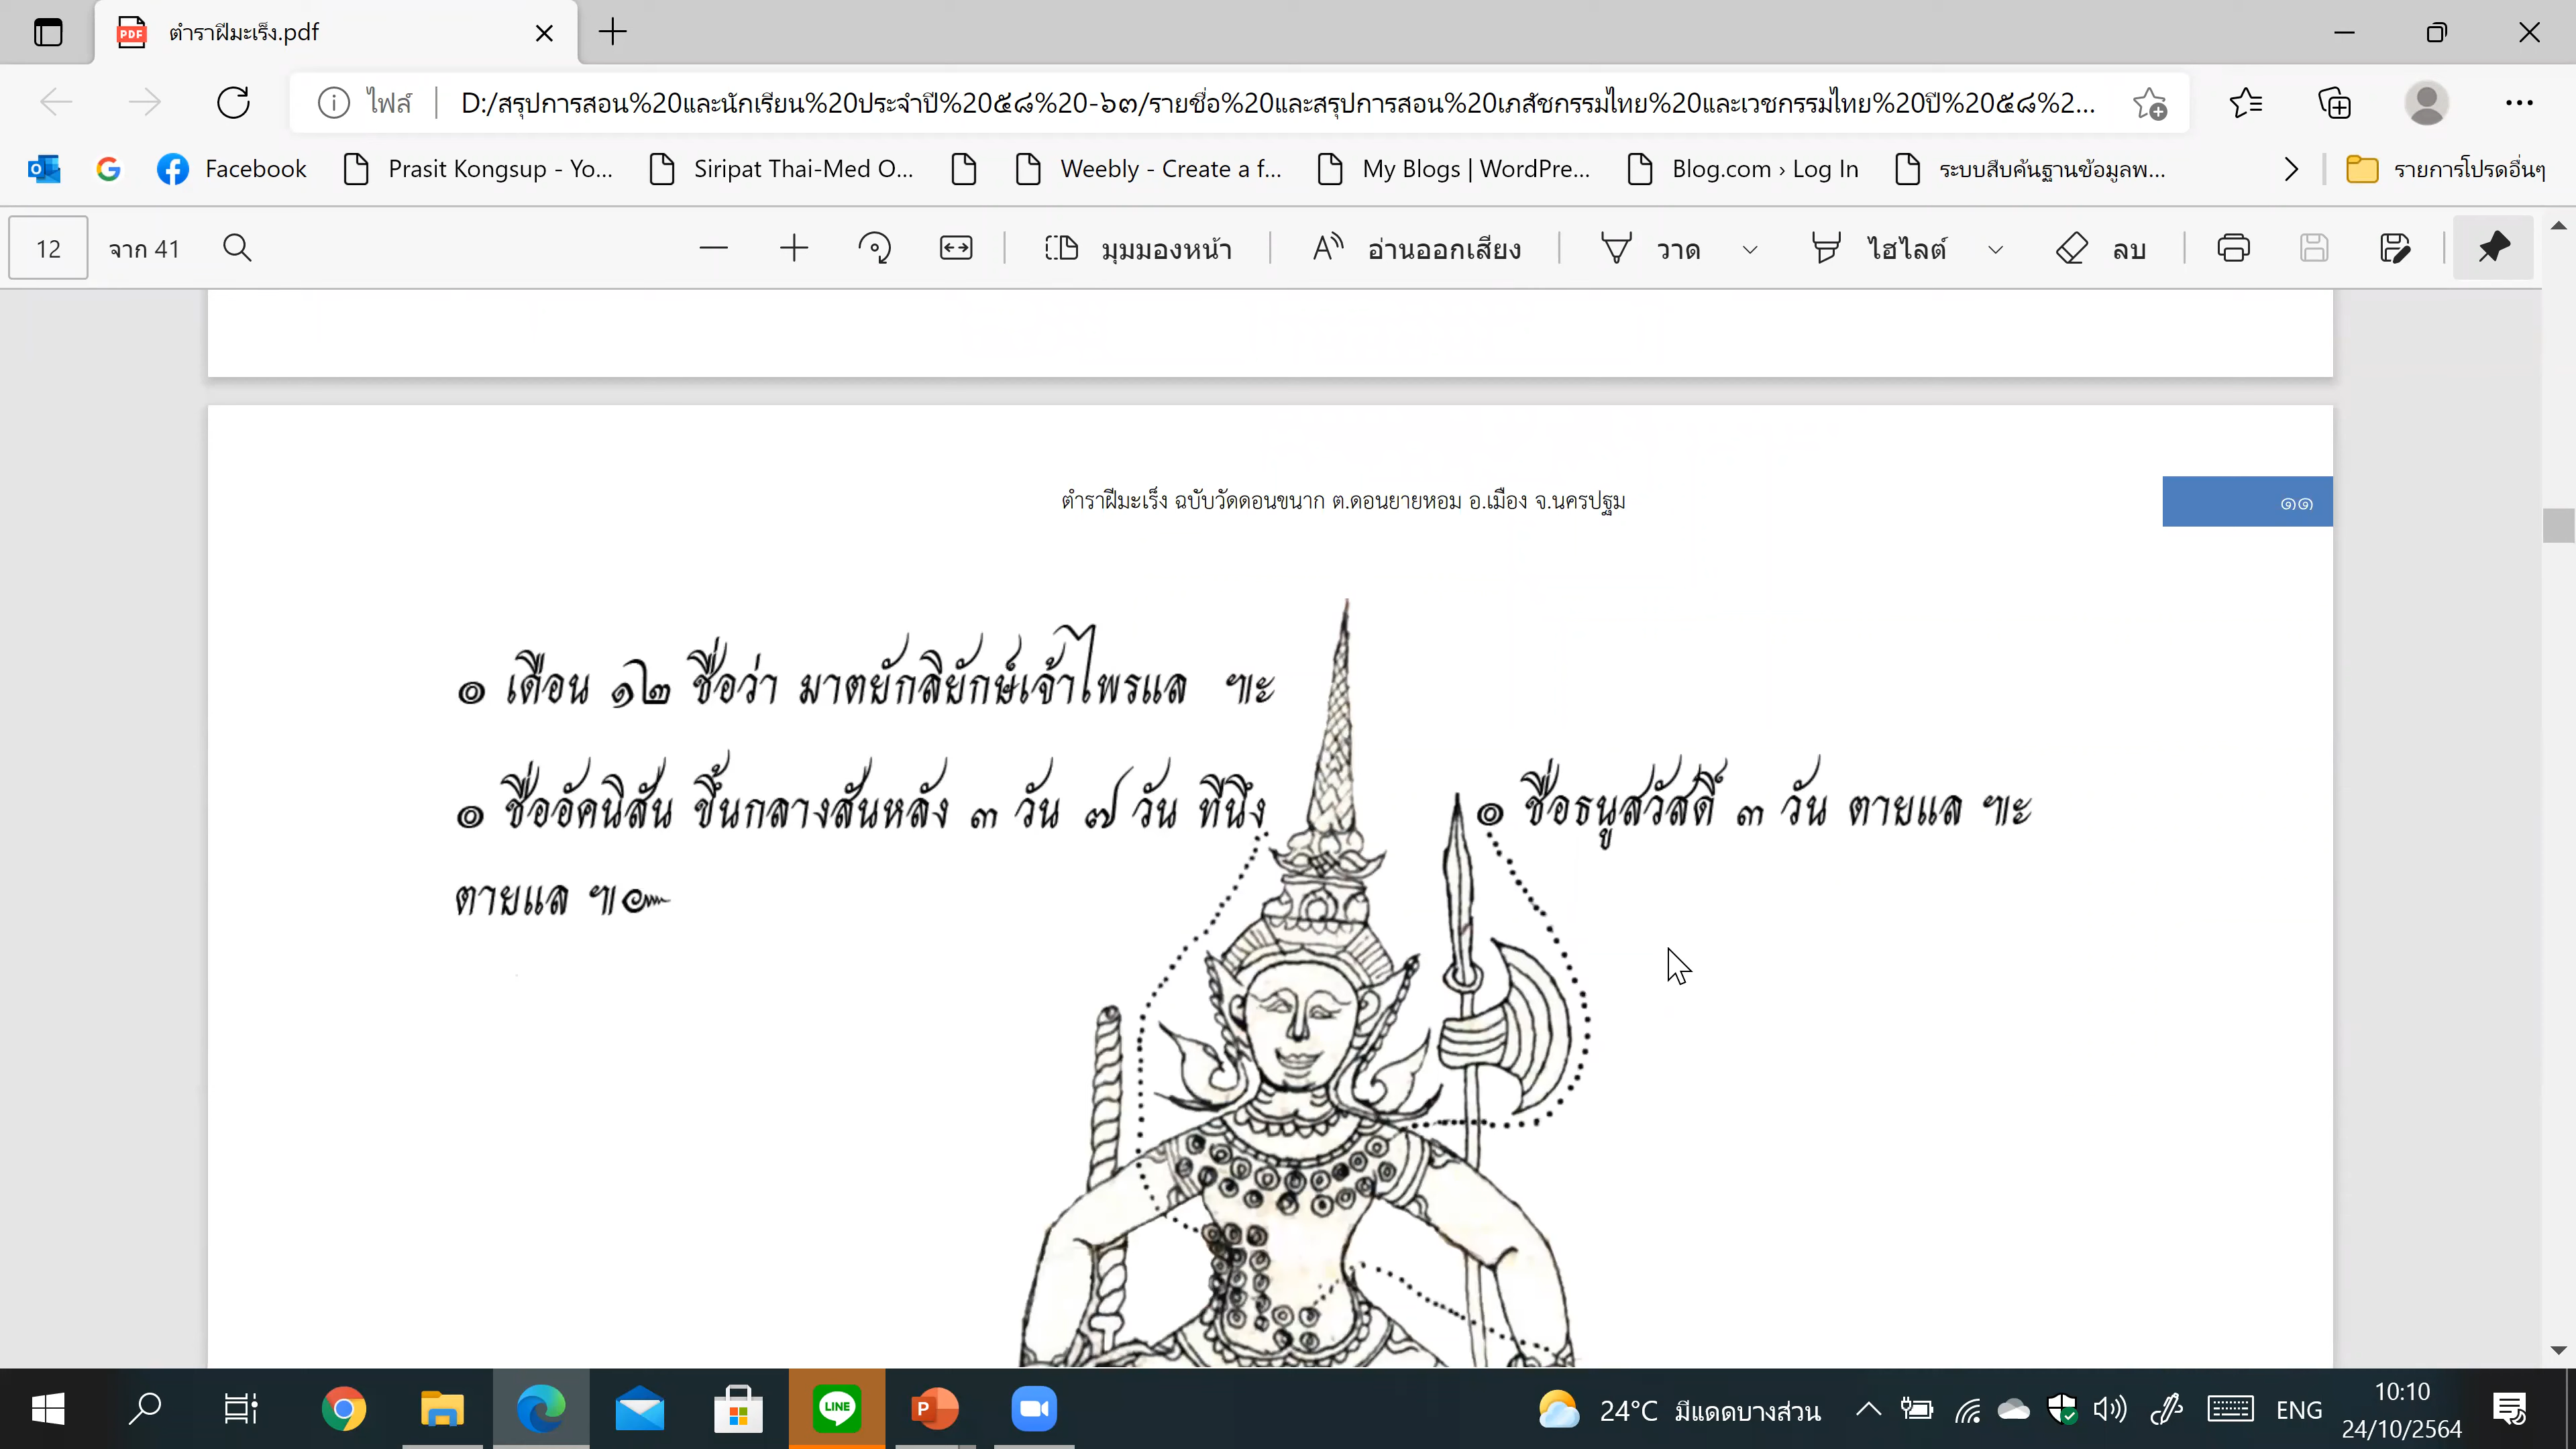 ตำราฝีมะเร็ง.pdf
ไฟล์ D:/สรุปการสอน%20และนักเรียน%20ประจำปี%20๕๘%20-๖๓/รายชื่อ%20และสรุปการสอน%20เภสัชกรรมไทย%20และเวชกรรมไทย%20ปี%20๕๘%2...
Facebook Prasit Kongsup - Yo... Siripat Thai-Med O... Weebly - Create a f... My Blogs | WordPre... Blog.com › Log In ระบบสืบค้นฐานข้อมูลพ... รายการโปรดอื่นๆ
12 จาก 41 มุมมองหน้า อ่านออกเสียง วาด ไฮไลต์ ลบ
ตำราฝีมะเร็ง ฉบับวัดดอนขนาก ต.ดอนยายหอม อ.เมือง จ.นครปฐม ๑๑
๏ เดือน ๑๒ ชื่อว่า มาตยักลิยักษ์เจ้าไพรแล ฯะ
๏ ชื่ออัคนิสัน ขึ้นกลางสันหลัง ๓ วัน ๗ วัน ทีนึง ๏ ชื่อธนูสวัสดิ์ ๓ วัน ตายแล ฯะ
ตายแล ฯ๛
LINE 24°C มีแดดบางส่วน ENG 10:10
24/10/2564